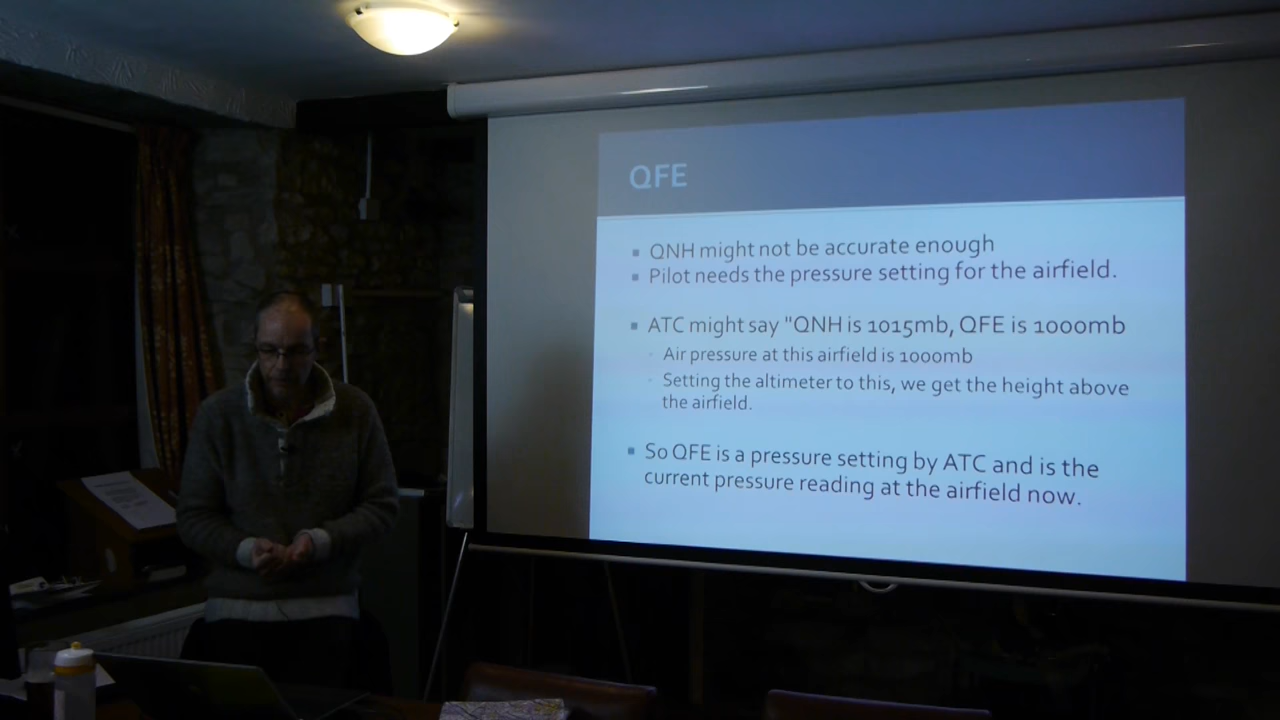 QFE
▪ QNH might not be accurate enough
▪ Pilot needs the pressure setting for the airfield.
▪ ATC might say "QNH is 1015mb, QFE is 1000mb
Air pressure at this airfield is 1000mb
Setting the altimeter to this, we get the height above
the airfield.
▪ So QFE is a pressure setting by ATC and is the
current pressure reading at the airfield now.